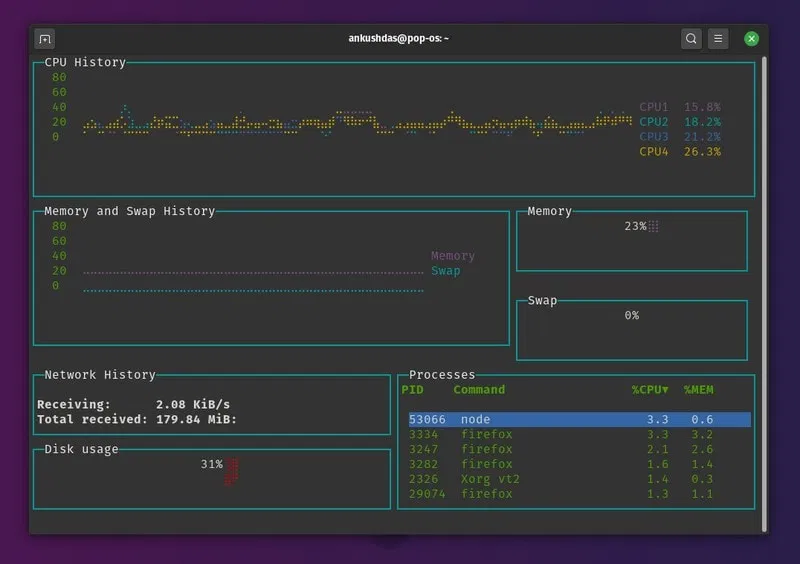 ankushdas@pop-os: ~
CPU History
80
60
40
20
0
CPU1 15.8%
CPU2 18.2%
CPU3 21.2%
CPU4 26.3%
Memory and Swap History
80
60
40
20
0
Memory
Swap
Memory
23%
Swap
0%
Network History
Receiving: 2.08 KiB/s
Total received: 179.84 MiB:
Disk usage
31%
Processes
PID Command %CPU▼ %MEM
53066 node 3.3 0.6
3334 firefox 3.3 3.2
3247 firefox 2.1 2.6
3282 firefox 1.6 1.4
2326 Xorg vt2 1.4 0.3
29074 firefox 1.3 1.1